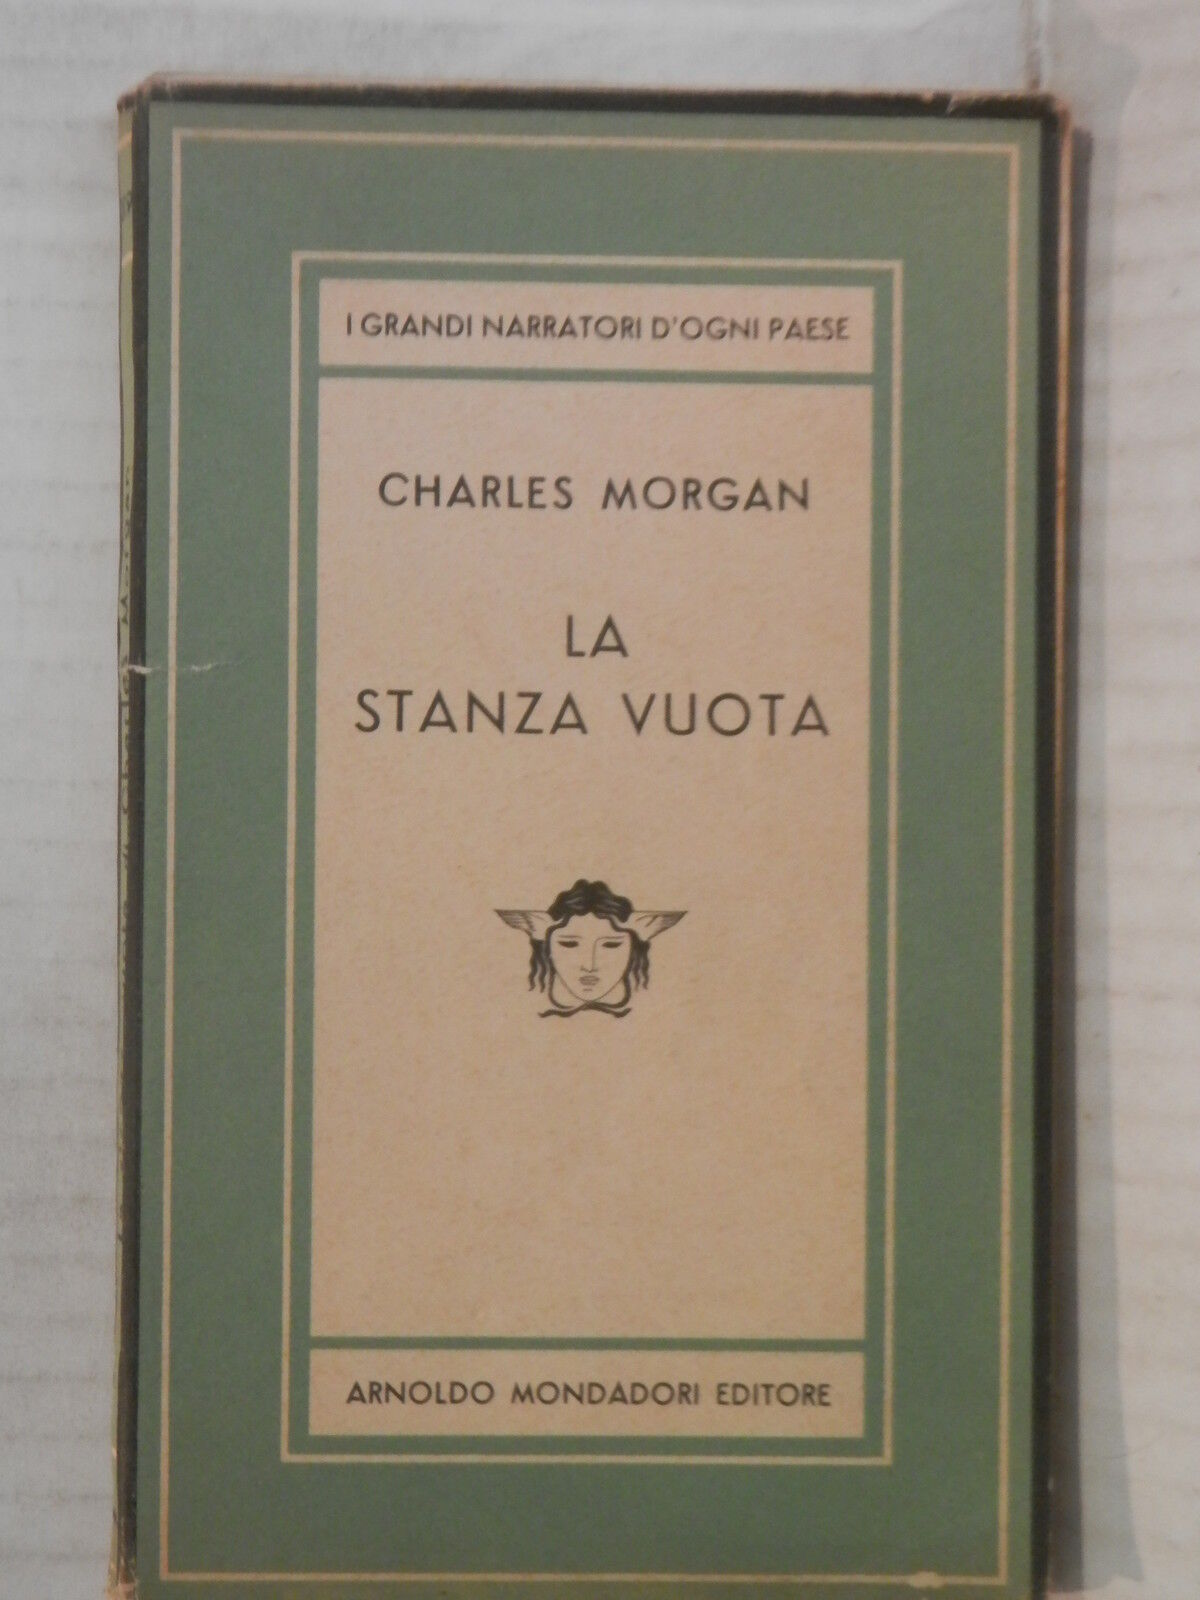 I GRANDI NARRATORI D'OGNI PAESE
CHARLES MORGAN
LA
STANZA VUOTA
ARNOLDO MONDADORI EDITORE